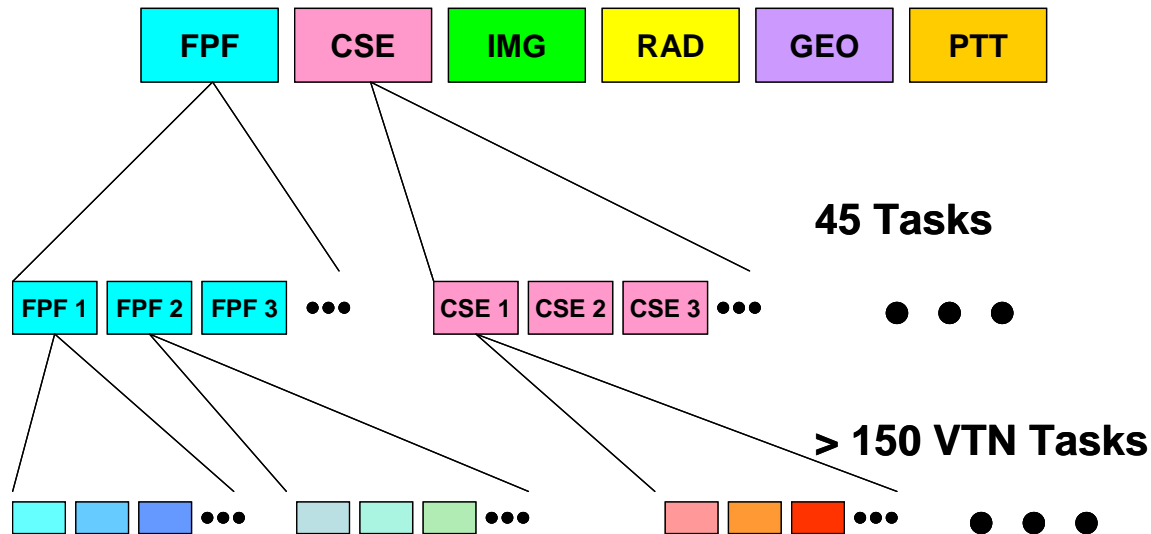 FPF CSE IMG RAD GEO PTT
45 Tasks
FPF 1 FPF 2 FPF 3 CSE 1 CSE 2 CSE 3
> 150 VTN Tasks